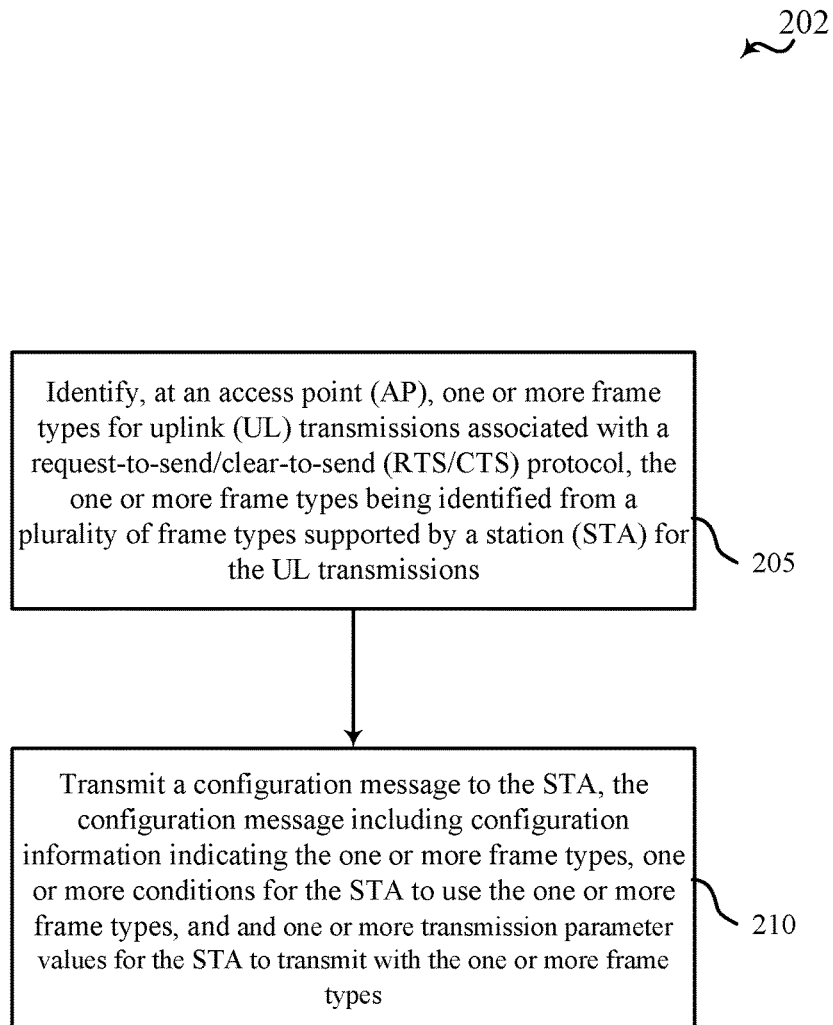 202
Identify, at an access point (AP), one or more frame
types for uplink (UL) transmissions associated with a
request-to-send/clear-to-send (RTS/CTS) protocol, the
one or more frame types being identified from a
plurality of frame types supported by a station (STA) for
the UL transmissions
205
Transmit a configuration message to the STA, the
configuration message including configuration
information indicating the one or more frame types, one
or more conditions for the STA to use the one or more
frame types, and and one or more transmission parameter
values for the STA to transmit with the one or more frame
types
210